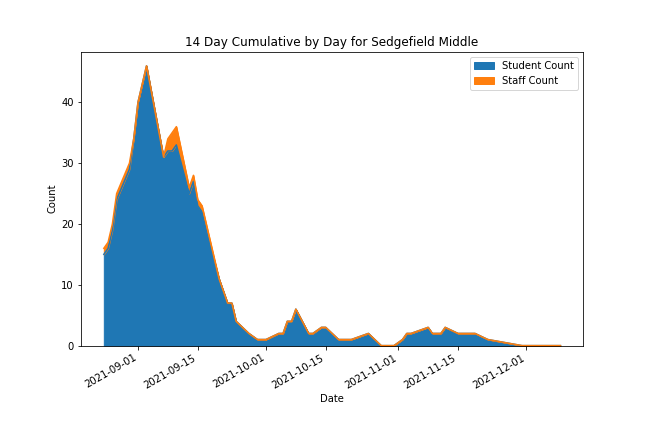 14 Day Cumulative by Day for Sedgefield Middle
Student Count
Staff Count
Count
40
30
20
10
0
2021-09-01
2021-09-15
2021-10-01
2021-10-15
2021-11-01
2021-11-15
2021-12-01
Date